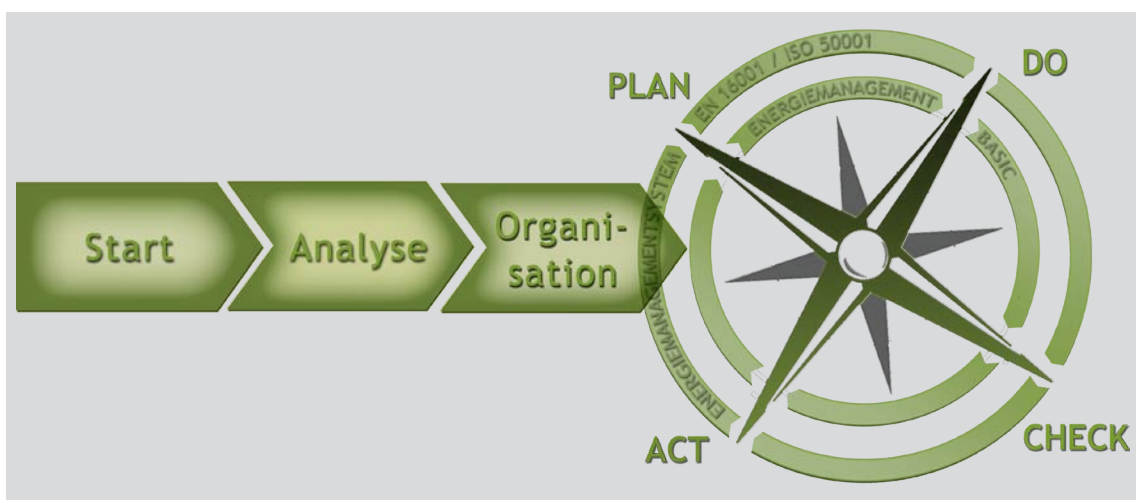 Start
Analyse
Organi-
sation
PLAN
DO
CHECK
ACT
ENERGIEMANAGEMENTSYSTEM
EN 16001 / ISO 50001
ENERGIEMANAGEMENT
BASIC